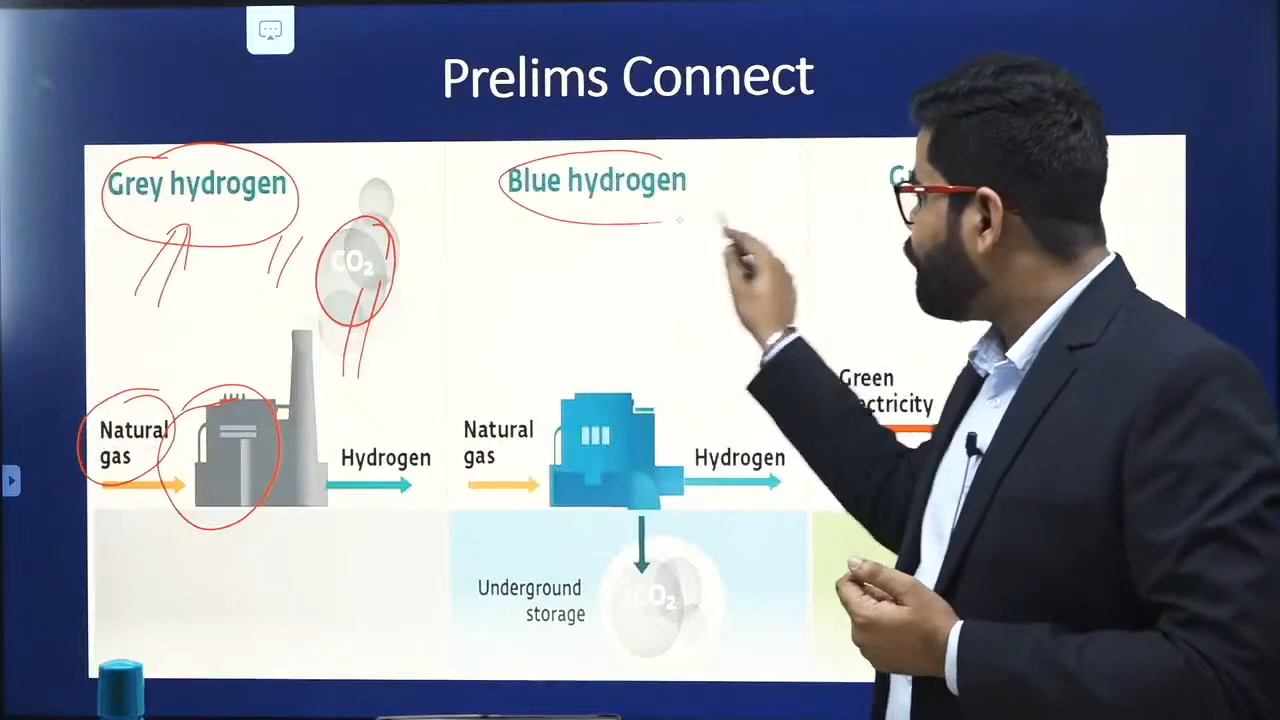 Prelims Connect
Grey hydrogen
CO₂
Natural
gas
Hydrogen
Blue hydrogen
Natural
gas
Hydrogen
Underground
storage
CO₂
Green